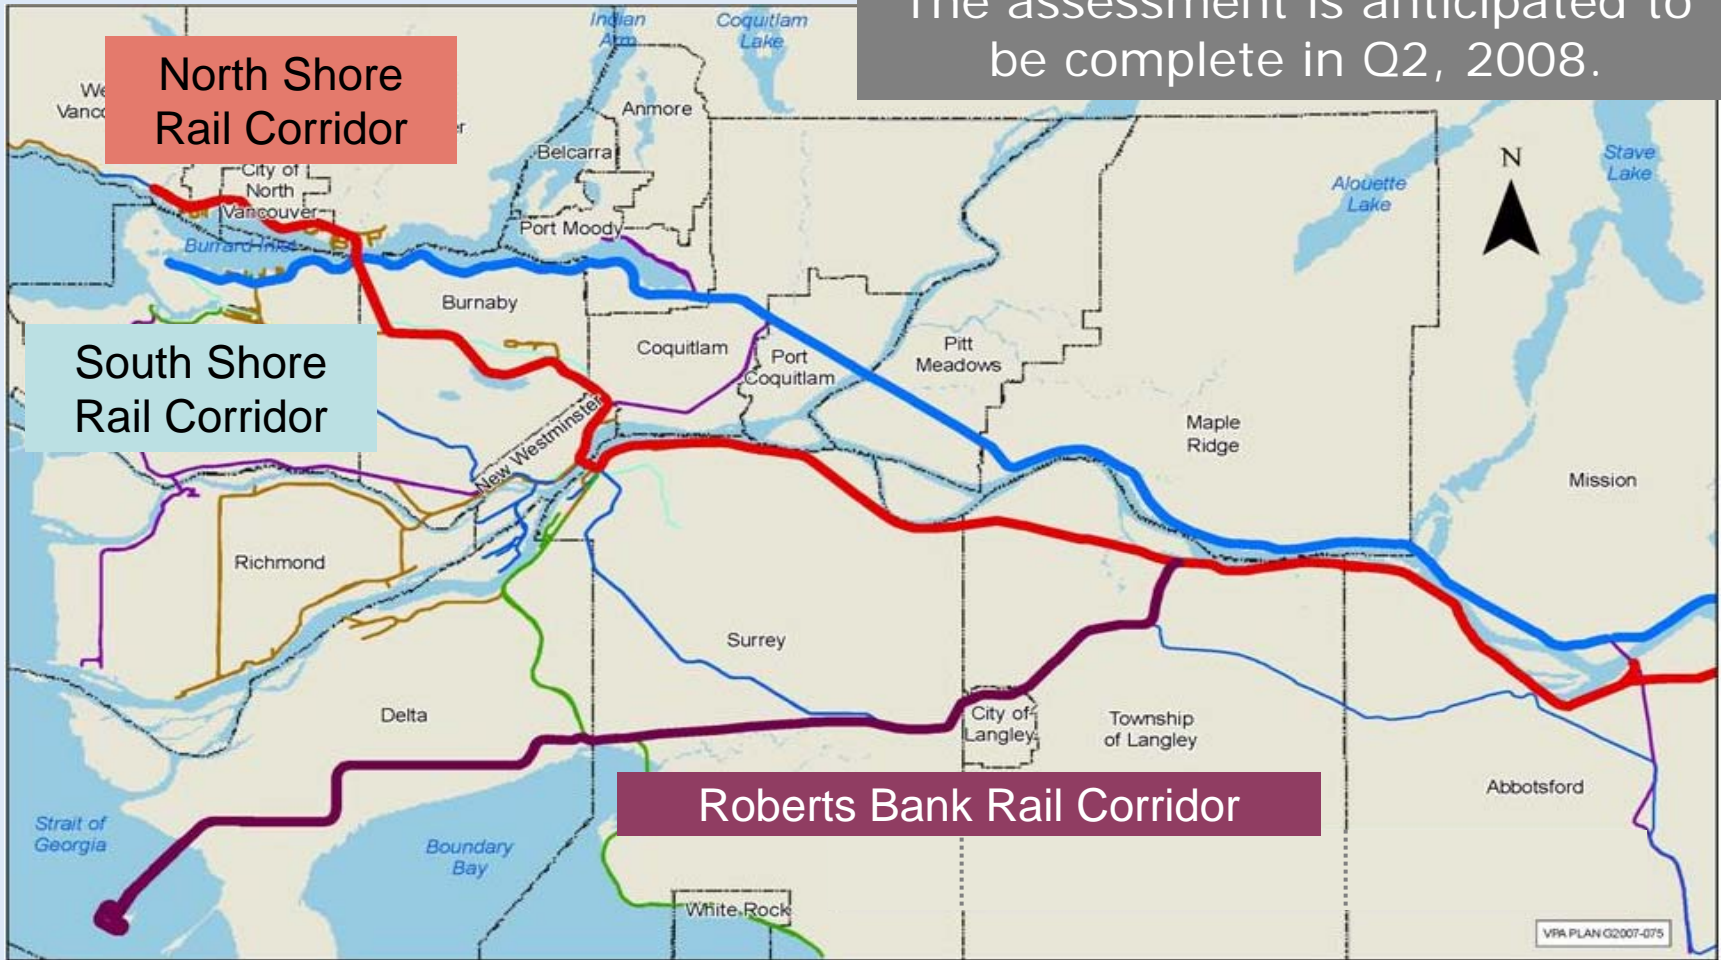 The assessment is anticipated to
be complete in Q2, 2008.
North Shore
Rail Corridor
Indian
Arm
Coquitlam
Lake
Anmore
Belcarra
City of
North
Vancouver
Port Moody
Burrard Inlet
N
Alouette
Lake
Stave
Lake
South Shore
Rail Corridor
Burnaby
Coquitlam
Port
Coquitlam
Pitt
Meadows
Maple
Ridge
Mission
New Westminster
Richmond
Surrey
Delta
City of
Langley
Township
of Langley
Abbotsford
Roberts Bank Rail Corridor
Strait of
Georgia
Boundary
Bay
White Rock
VPA PLAN G2007-075